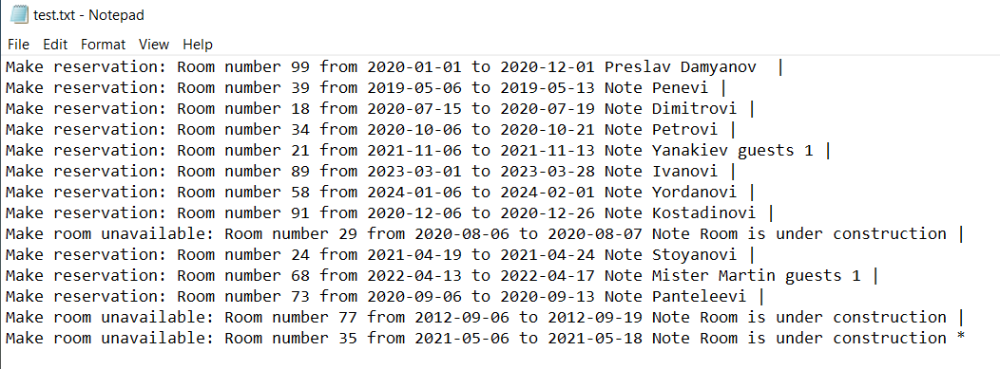 test.txt - Notepad
File Edit Format View Help
Make reservation: Room number 99 from 2020-01-01 to 2020-12-01 Preslav Damyanov  |
Make reservation: Room number 39 from 2019-05-06 to 2019-05-13 Note Penevi |
Make reservation: Room number 18 from 2020-07-15 to 2020-07-19 Note Dimitrovi |
Make reservation: Room number 34 from 2020-10-06 to 2020-10-21 Note Petrovi |
Make reservation: Room number 21 from 2021-11-06 to 2021-11-13 Note Yanakiev guests 1 |
Make reservation: Room number 89 from 2023-03-01 to 2023-03-28 Note Ivanovi |
Make reservation: Room number 58 from 2024-01-06 to 2024-02-01 Note Yordanovi |
Make reservation: Room number 91 from 2020-12-06 to 2020-12-26 Note Kostadinovi |
Make room unavailable: Room number 29 from 2020-08-06 to 2020-08-07 Note Room is under construction |
Make reservation: Room number 24 from 2021-04-19 to 2021-04-24 Note Stoyanovi |
Make reservation: Room number 68 from 2022-04-13 to 2022-04-17 Note Mister Martin guests 1 |
Make reservation: Room number 73 from 2020-09-06 to 2020-09-13 Note Panteleevi |
Make room unavailable: Room number 77 from 2012-09-06 to 2012-09-19 Note Room is under construction |
Make room unavailable: Room number 35 from 2021-05-06 to 2021-05-18 Note Room is under construction *